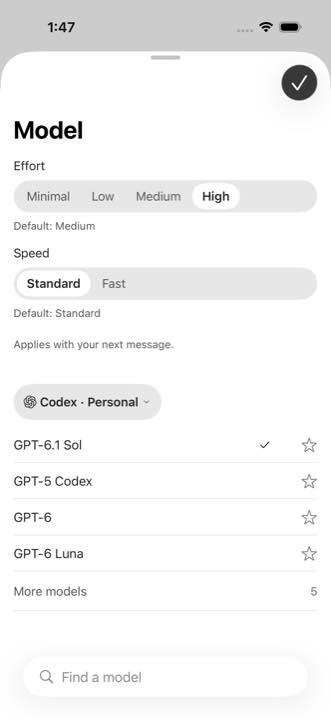 1:47
Model
Effort
Minimal Low Medium High
Default: Medium
Speed
Standard Fast
Default: Standard
Applies with your next message.
Codex · Personal
GPT-6.1 Sol
GPT-5 Codex
GPT-6
GPT-6 Luna
More models 5
Find a model